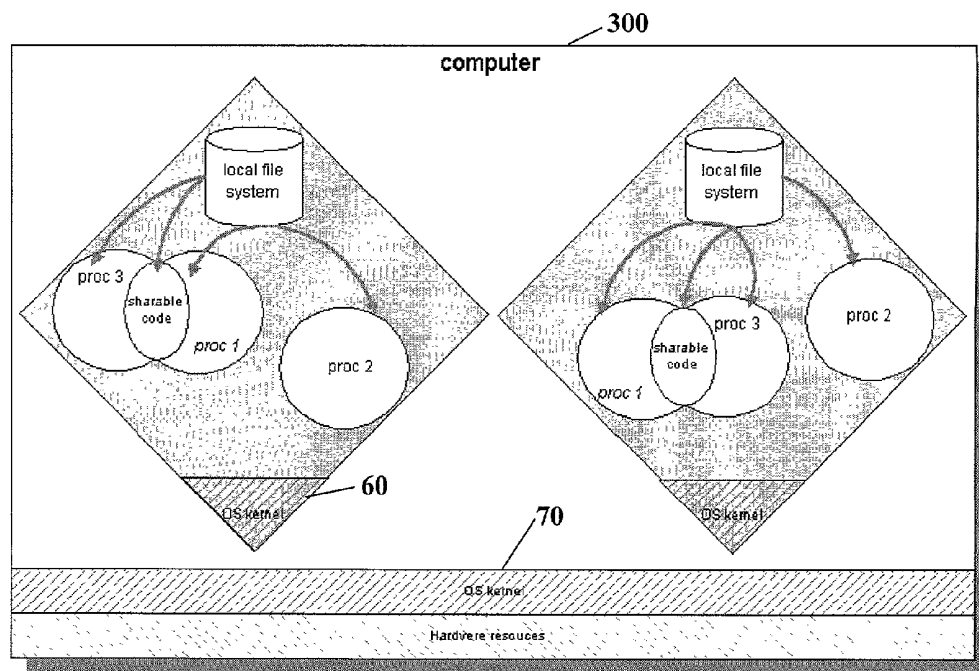 300
computer
local file
system
local file
system
proc 3
sharable
code
proc 1
proc 2
proc 3
sharable
code
proc 1
proc 2
60
OS kernel
OS kernel
70
OS kernel
Hardvere resouces